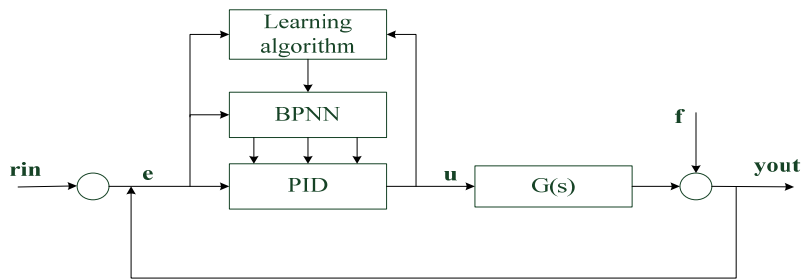 Learning
algorithm
BPNN
f
rin
e
PID
u
G(s)
yout